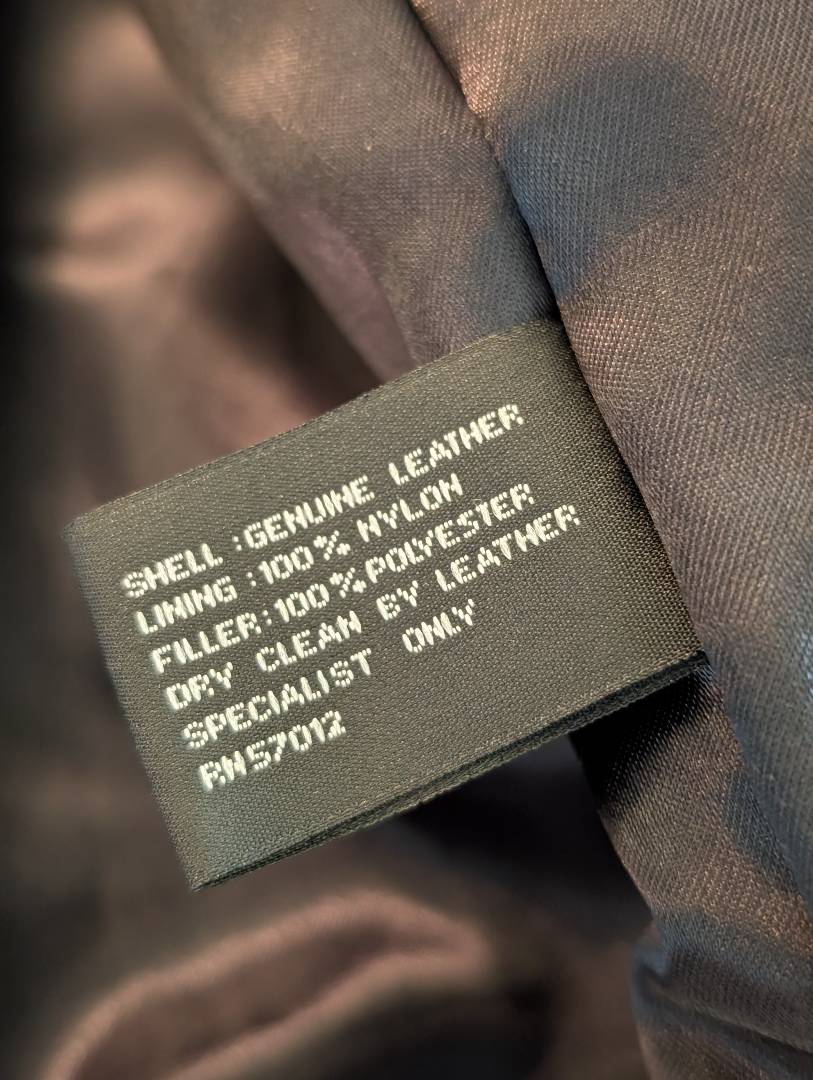 SHELL :GENUINE LEATHER
LINING :100% NYLON
FILLER:100%POLYESTER
DRY CLEAN BY LEATHER
SPECIALIST ONLY
RN57012